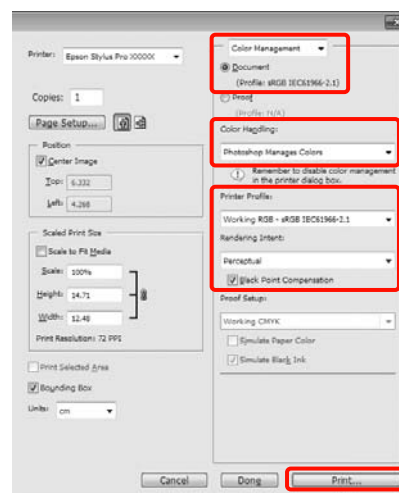 Printer: Epson Stylus Pro XXXXX
Copies: 1
Page Setup...
Position
Center Image
Top: 6.332
Left: 4.268
Scaled Print Size
Scale to Fit Media
Scale: 100%
Height: 14.71
Width: 12.48
Print Resolution: 72 PPI
Print Selected Area
Bounding Box
Units: cm
Color Management
Document
(Profile: sRGB IEC61966-2.1)
Proof
(Profile: N/A)
Color Handling:
Photoshop Manages Colors
Remember to disable color management
in the printer dialog box.
Printer Profile:
Working RGB - sRGB IEC61966-2.1
Rendering Intent:
Perceptual
Black Point Compensation
Proof Setup:
Working CMYK
Simulate Paper Color
Simulate Black Ink
Cancel
Done
Print...